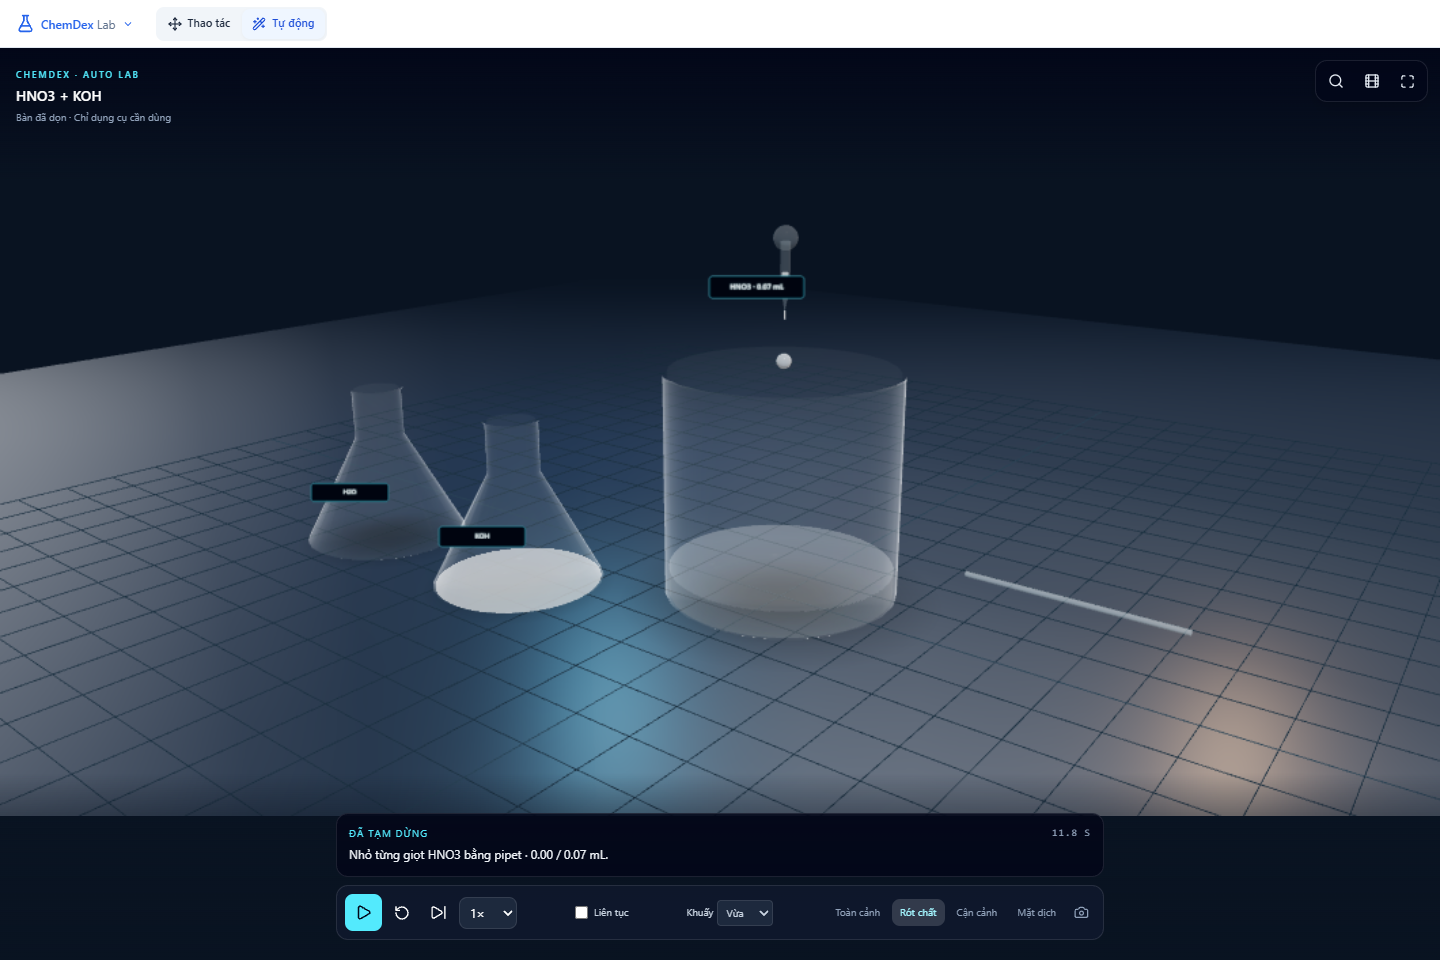 ChemDex Lab
Thao tác
Tự động
CHEMDEX · AUTO LAB
HNO3 + KOH
Bàn đã dọn · Chỉ dụng cụ cần dùng
HNO3 · 0.07 mL
KOH
ĐÃ TẠM DỪNG
11.8 S
Nhỏ từng giọt HNO3 bằng pipet · 0.00 / 0.07 mL.
1×
Liên tục
Khuấy
Vừa
Toàn cảnh
Rót chất
Cận cảnh
Mặt dịch